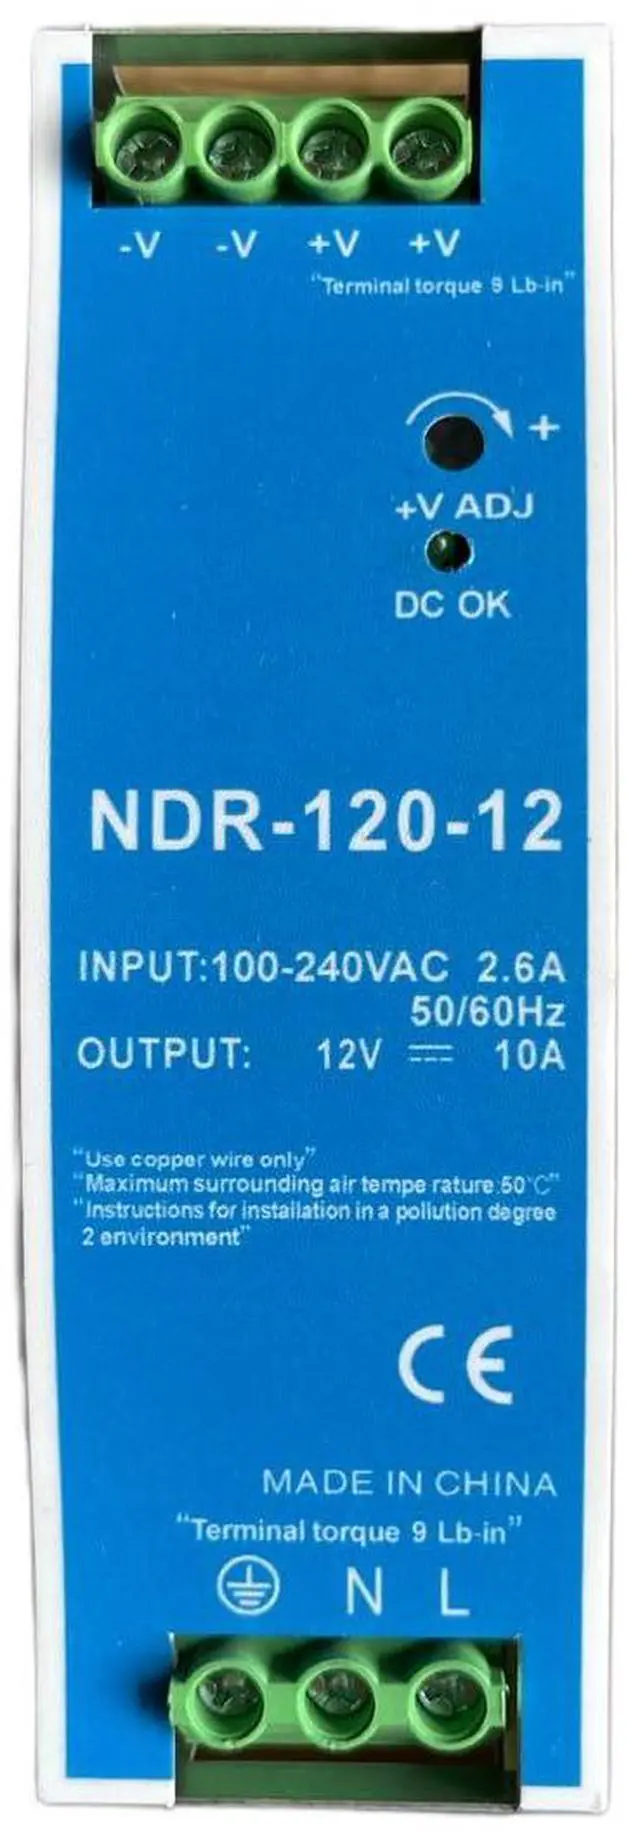 -V -V +V +V
"Terminal torque 9 Lb-in"
+
+V ADJ
DC OK
NDR-120-12
INPUT:100-240VAC 2.6A
50/60Hz
OUTPUT: 12V ⎓ 10A
"Use copper wire only"
"Maximum surrounding air tempe rature:50°C"
"Instructions for installation in a pollution degree
2 environment"
CE
MADE IN CHINA
"Terminal torque 9 Lb-in"
⏚ N L